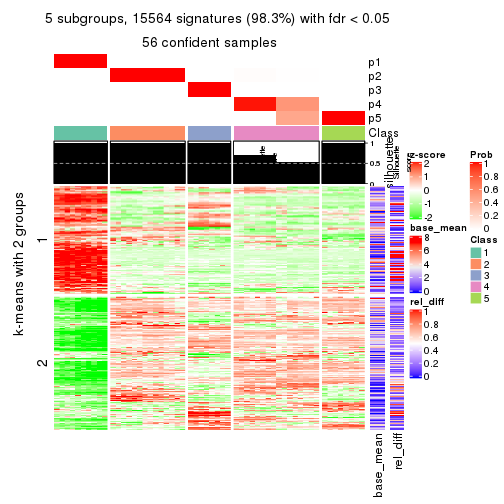 5 subgroups, 15564 signatures (98.3%) with fdr < 0.05
56 confident samples
p1
p2
p3
p4
p5
Class
1
0.5
0
silhouette
Silhouette
score
k-means with 2 groups
1
2
base_mean
rel_diff
z-score
2
1
0
-1
-2
base_mean
8
6
4
2
0
rel_diff
1
0.8
0.6
0.4
0.2
0
Prob
1
0.8
0.6
0.4
0.2
0
Class
1
2
3
4
5